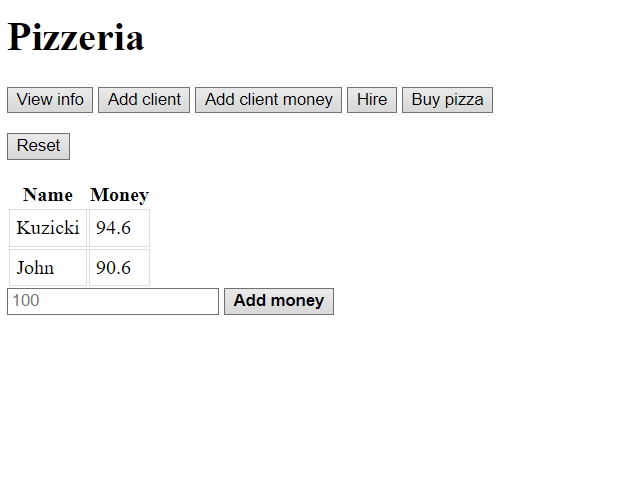 Pizzeria
View info Add client Add client money Hire Buy pizza
Reset
Name Money
Kuzicki 94.6
John 90.6
100 Add money